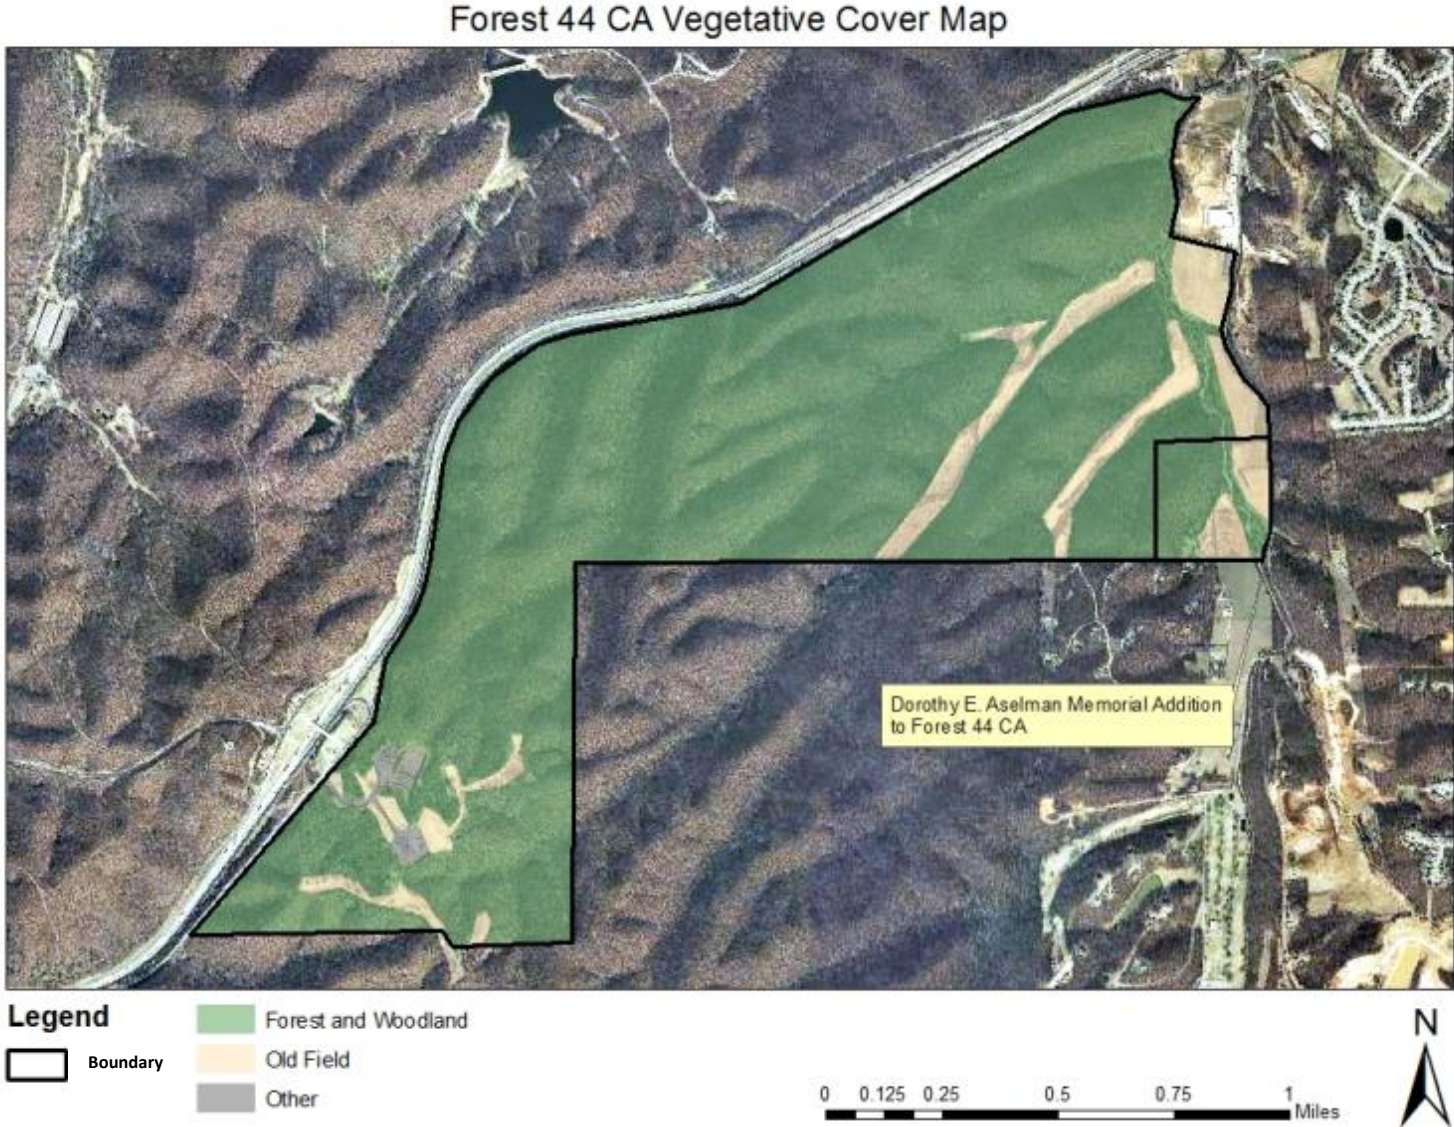 Forest 44 CA Vegetative Cover Map
Dorothy E. Aselman Memorial Addition
to Forest 44 CA
Legend
Boundary
Forest and Woodland
Old Field
Other
0 0.125 0.25 0.5 0.75 1
Miles
N